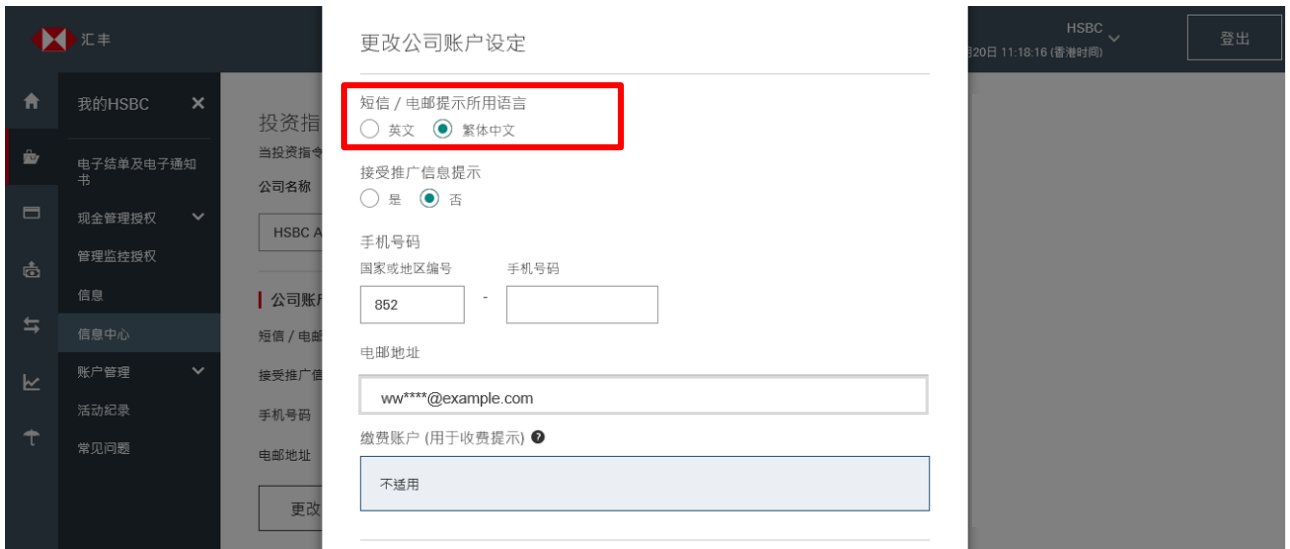 汇丰
HSBC
月20日 11:18:16 (香港时间)
登出
我的HSBC
电子结单及电子通知
书
现金管理授权
管理监控授权
信息
信息中心
账户管理
活动纪录
常见问题
投资指
当投资指令
公司名称
HSBC A
公司账户
短信 / 电邮
接受推广信
手机号码
电邮地址
更改
更改公司账户设定
短信 / 电邮提示所用语言
英文 繁体中文
接受推广信息提示
是 否
手机号码
国家或地区编号 手机号码
852 -
电邮地址
ww****@example.com
缴费账户 (用于收费提示) ?
不适用